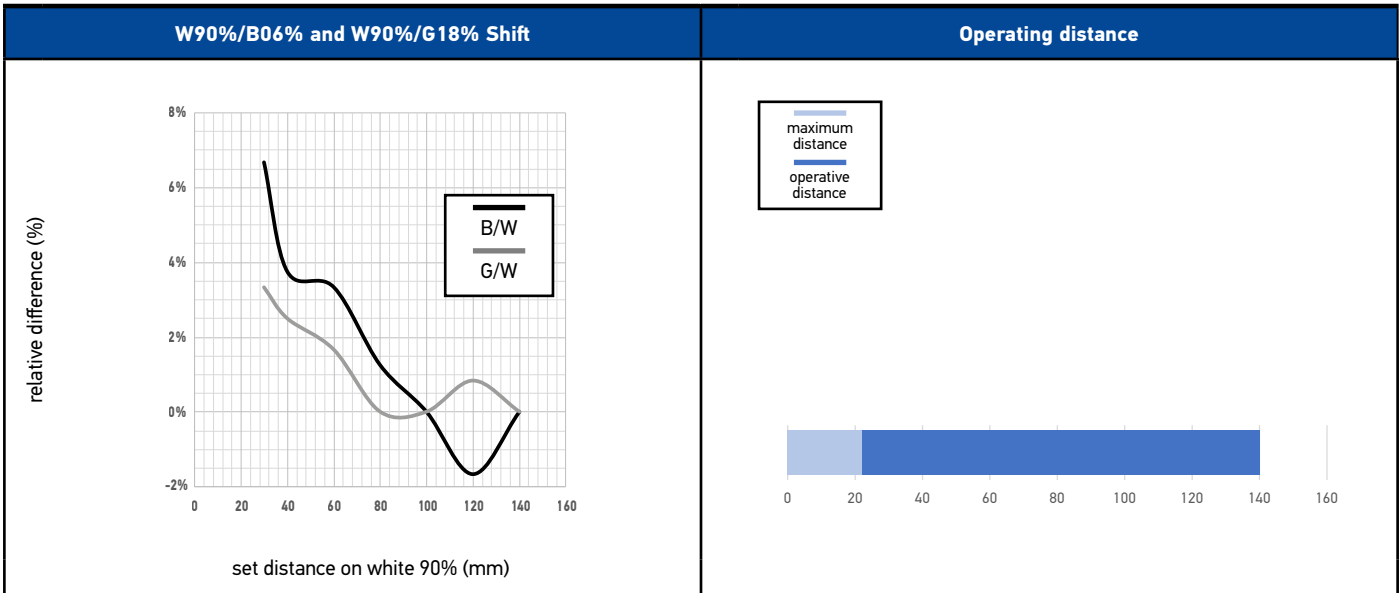 W90%/B06% and W90%/G18% Shift
Operating distance
relative difference (%)
8%
6%
4%
2%
0%
-2%
0 20 40 60 80 100 120 140 160
B/W
G/W
set distance on white 90% (mm)
maximum
distance
operative
distance
0 20 40 60 80 100 120 140 160